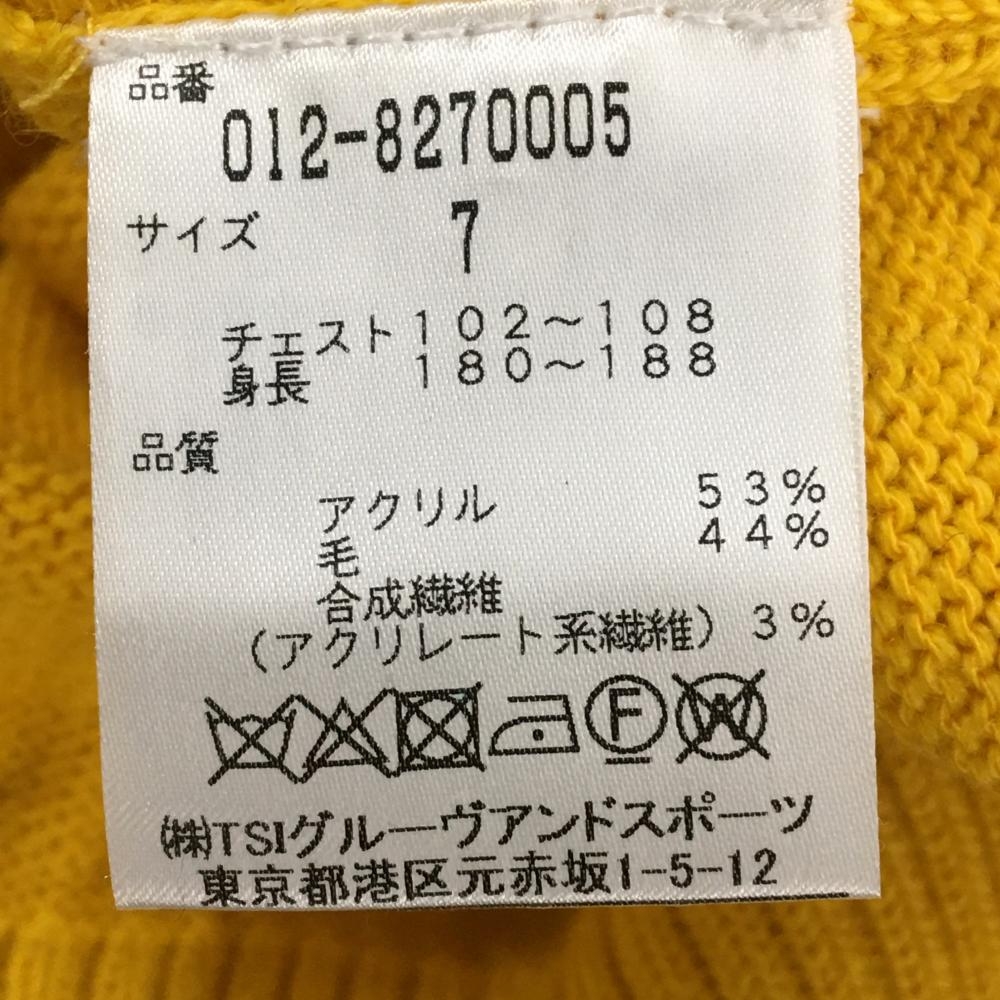 品番
012-8270005
サイズ 7
チェスト 102～108
身長 180～188
品質
アクリル 53%
毛 44%
合成繊維
(アクリレート系繊維) 3%
F W
㈱TSIグルーヴアンドスポーツ
東京都港区元赤坂1-5-12